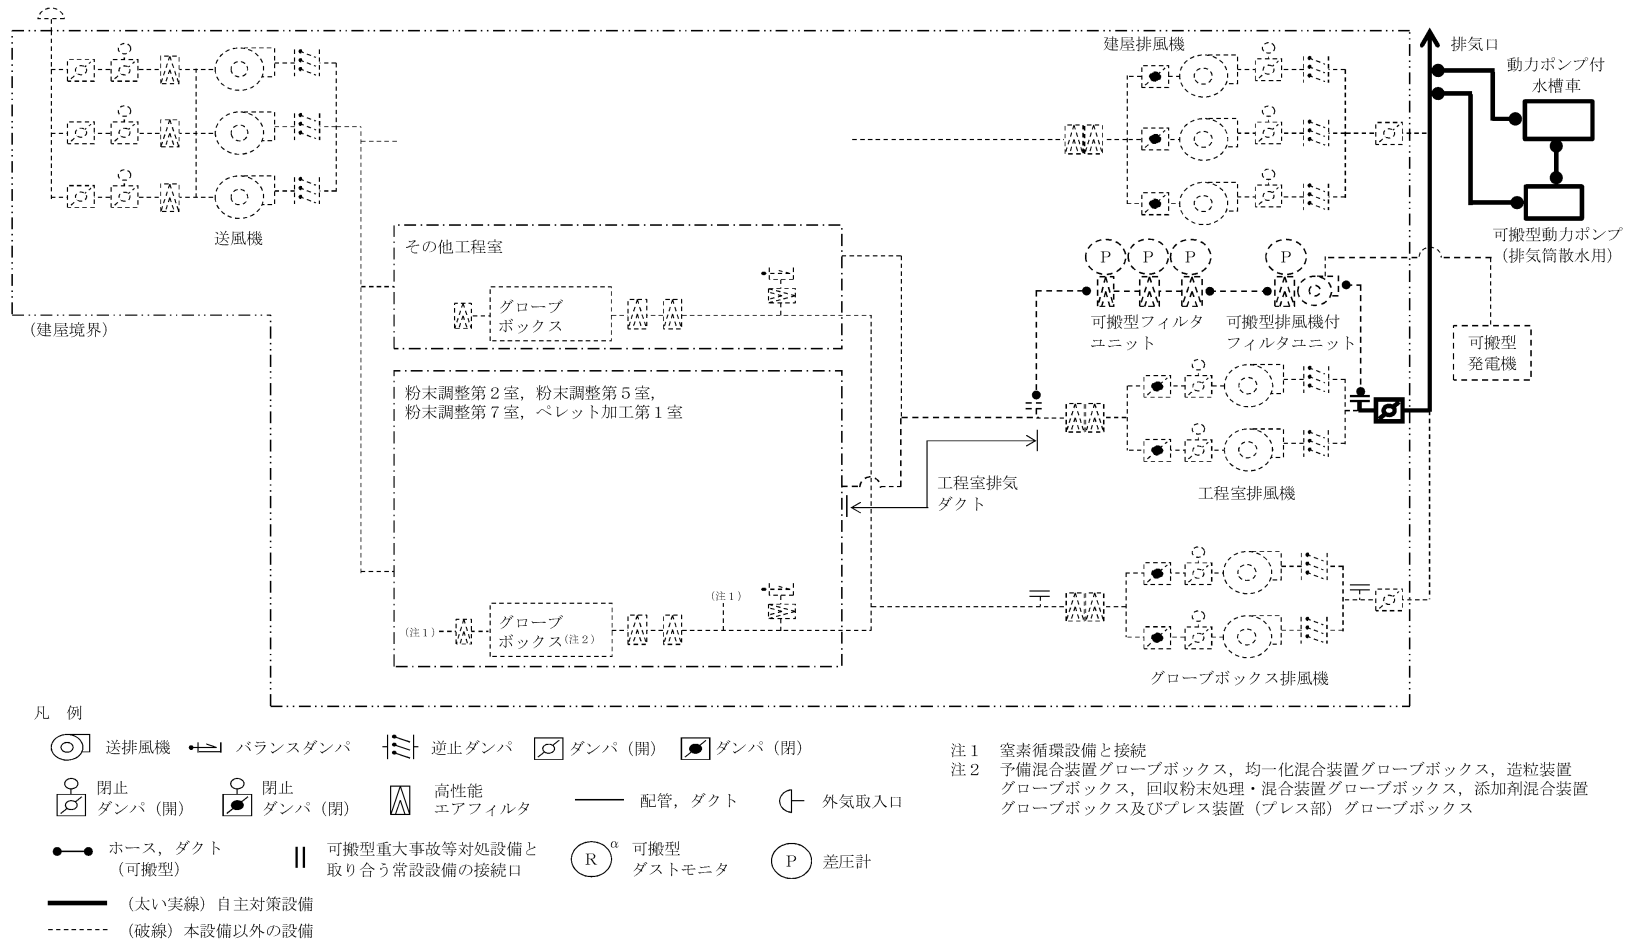 建屋排風機
排気口
動力ポンプ付
水槽車
可搬型動力ポンプ
（排気筒散水用）
送風機
（建屋境界）
その他工程室
グローブ
ボックス
P
P
P
P
可搬型フィルタ
ユニット
可搬型排風機付
フィルタユニット
可搬型
発電機
粉末調整第２室，粉末調整第５室，
粉末調整第７室，ペレット加工第１室
工程室排気
ダクト
工程室排風機
（注１）
（注１）
グローブ
ボックス（注２）
グローブボックス排風機
凡　例
送排風機
バランスダンパ
逆止ダンパ
ダンパ（開）
ダンパ（閉）
閉止
ダンパ（開）
閉止
ダンパ（閉）
高性能
エアフィルタ
配管，ダクト
外気取入口
ホース，ダクト
（可搬型）
可搬型重大事故等対処設備と
取り合う常設設備の接続口
R α
可搬型
ダストモニタ
P
差圧計
（太い実線）自主対策設備
（破線）本設備以外の設備
注１　窒素循環設備と接続
注２　予備混合装置グローブボックス，均一化混合装置グローブボックス，造粒装置
グローブボックス，回収粉末処理・混合装置グローブボックス，添加剤混合装置
グローブボックス及びプレス装置（プレス部）グローブボックス